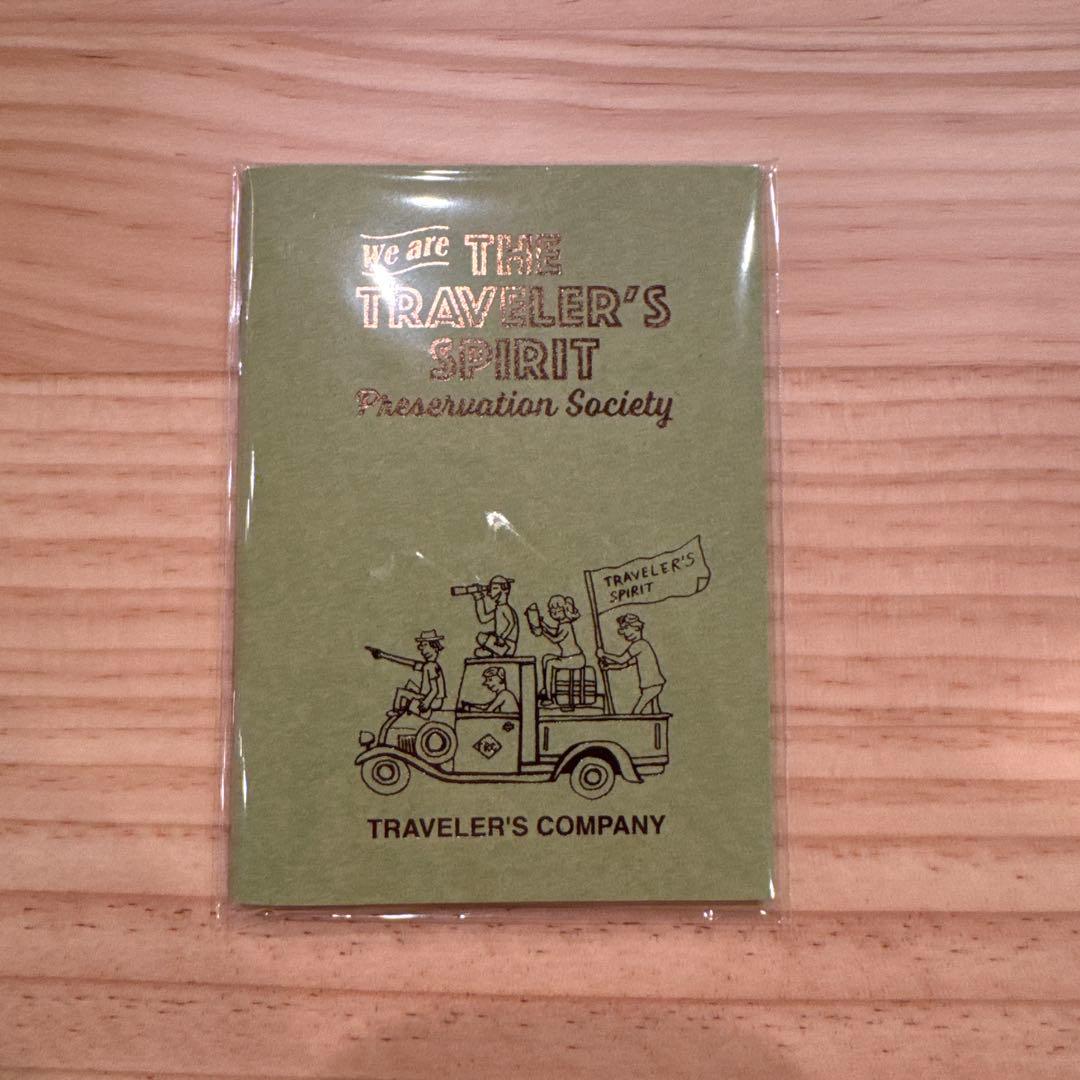 We are THE
TRAVELER'S
SPIRIT
Preservation Society
TRAVELER'S
SPIRIT
TRC
TRAVELER'S COMPANY